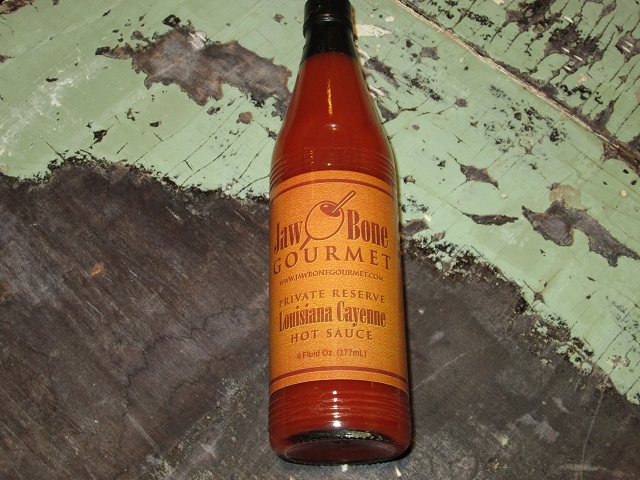 Jaw Bone
GOURMET
WWW.JAWBONEGOURMET.COM
PRIVATE RESERVE
Louisiana Cayenne
HOT SAUCE
6 Fluid Oz. (177mL)